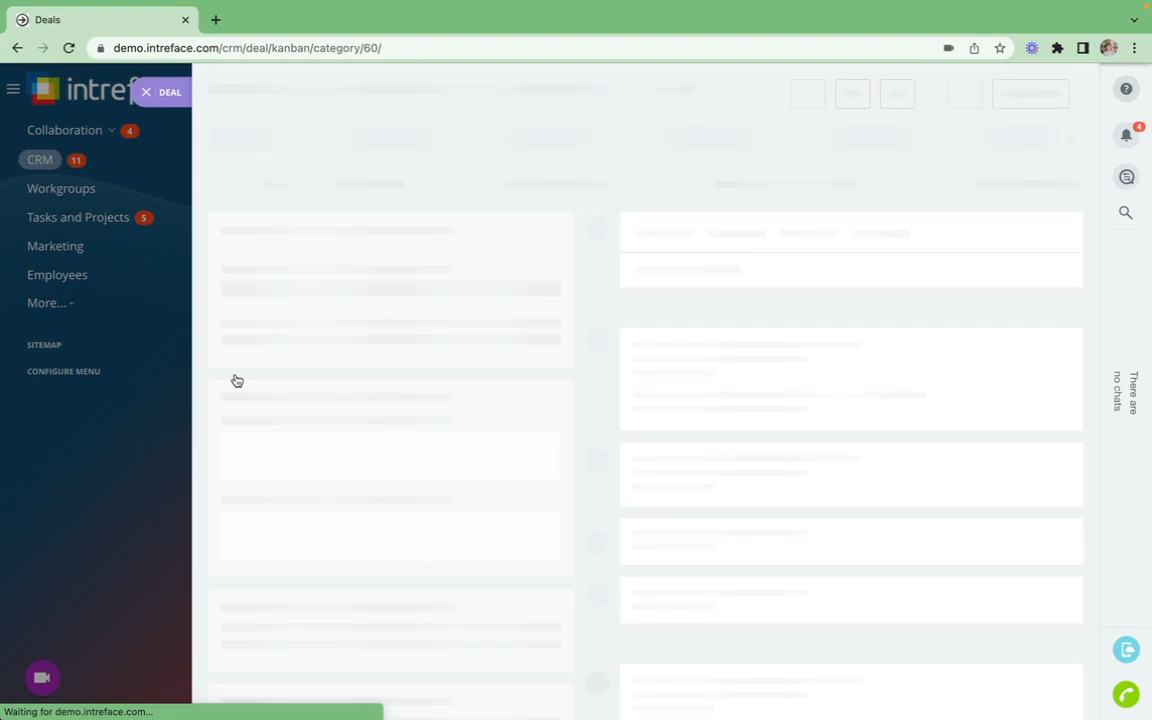 Deals
demo.intreface.com/crm/deal/kanban/category/60/
intref
DEAL
Collaboration 4
CRM 11
Workgroups
Tasks and Projects 5
Marketing
Employees
More... -
SITEMAP
CONFIGURE MENU
4
There are
no chats
Waiting for demo.intreface.com...